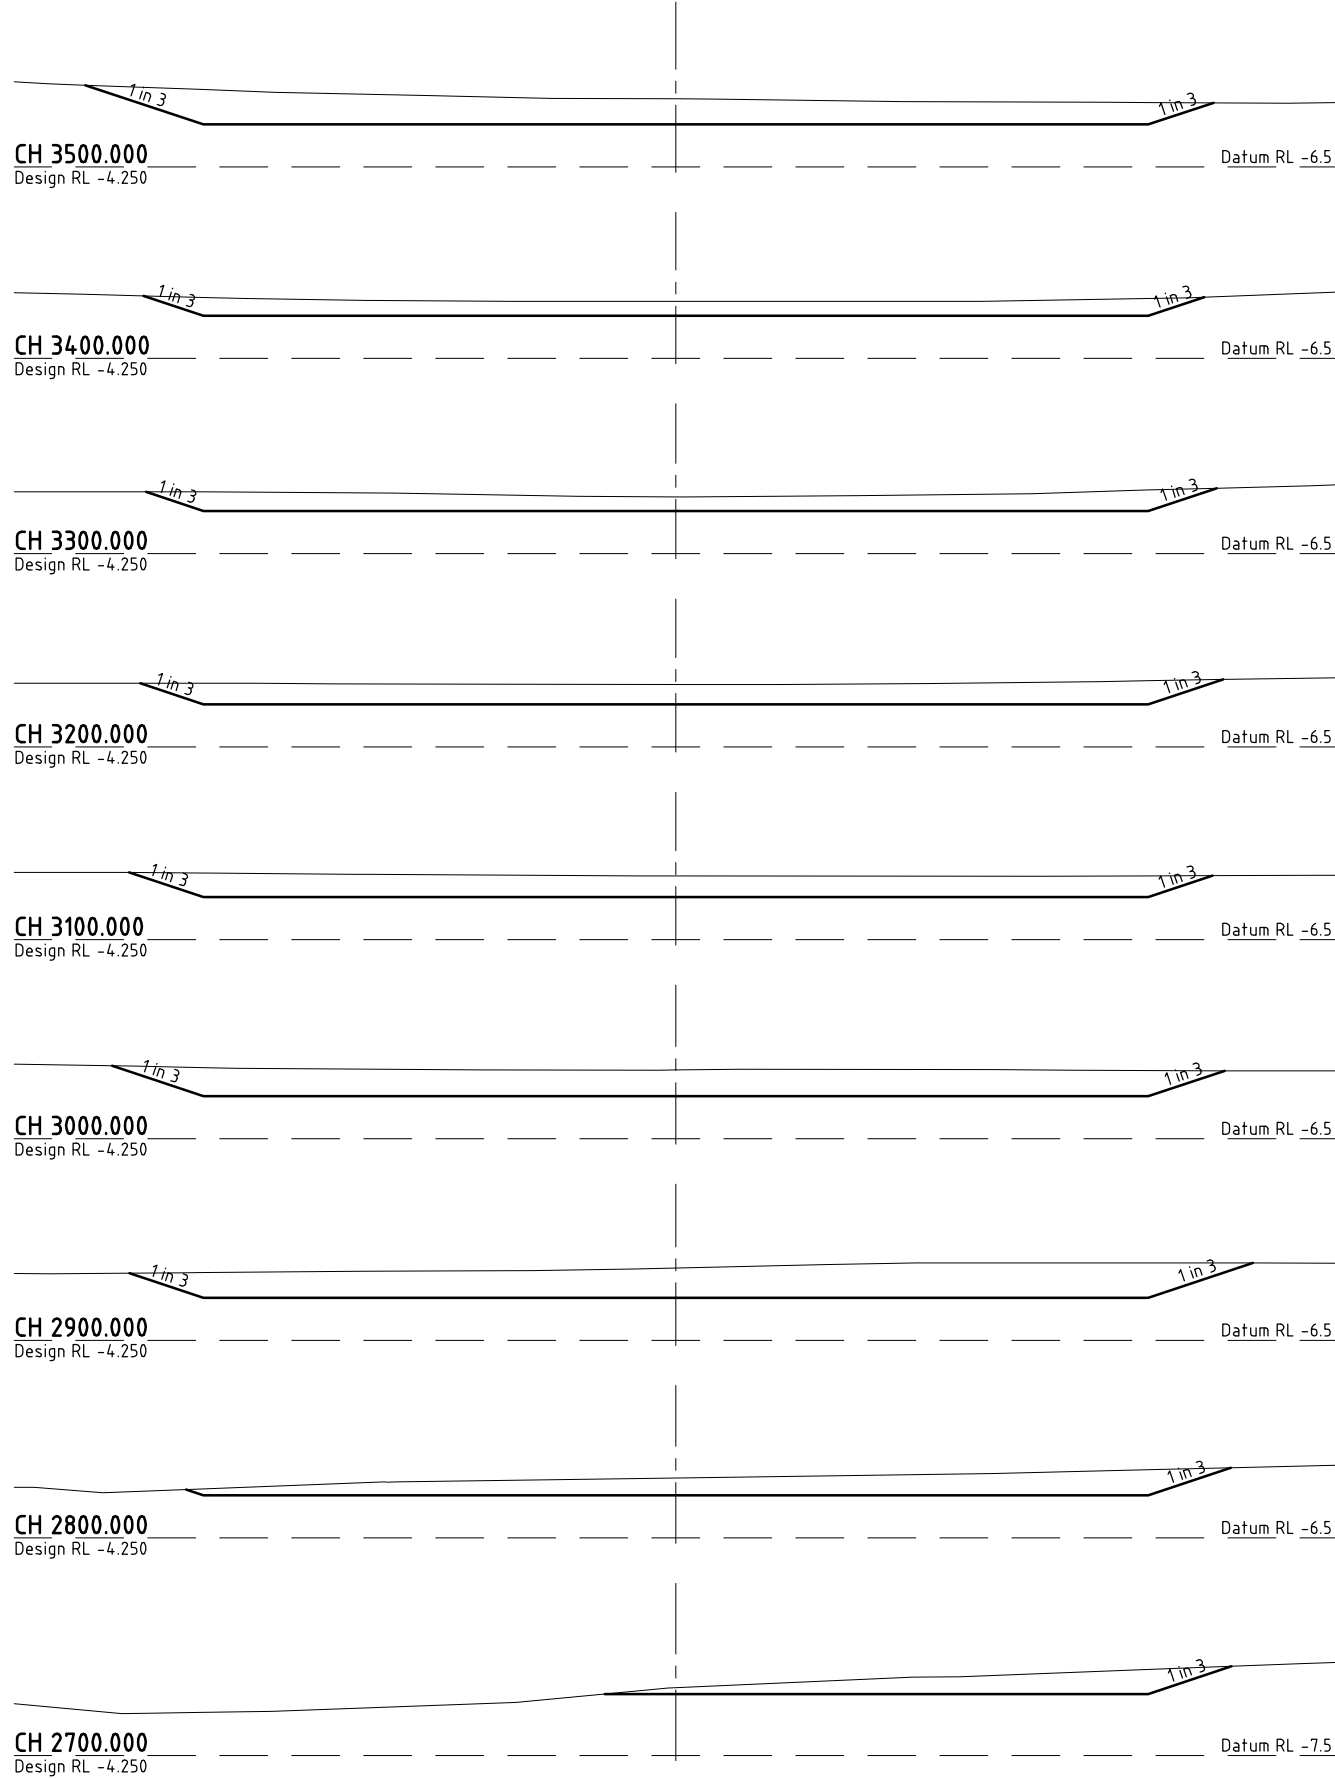 1 in 3
1 in 3
CH 3500.000
Datum RL -6.5
Design RL -4.250
1 in 3
1 in 3
CH 3400.000
Datum RL -6.5
Design RL -4.250
1 in 3
1 in 3
CH 3300.000
Datum RL -6.5
Design RL -4.250
1 in 3
1 in 3
CH 3200.000
Datum RL -6.5
Design RL -4.250
1 in 3
1 in 3
CH 3100.000
Datum RL -6.5
Design RL -4.250
1 in 3
1 in 3
CH 3000.000
Datum RL -6.5
Design RL -4.250
1 in 3
1 in 3
CH 2900.000
Datum RL -6.5
Design RL -4.250
1 in 3
CH 2800.000
Datum RL -6.5
Design RL -4.250
1 in 3
CH 2700.000
Datum RL -7.5
Design RL -4.250